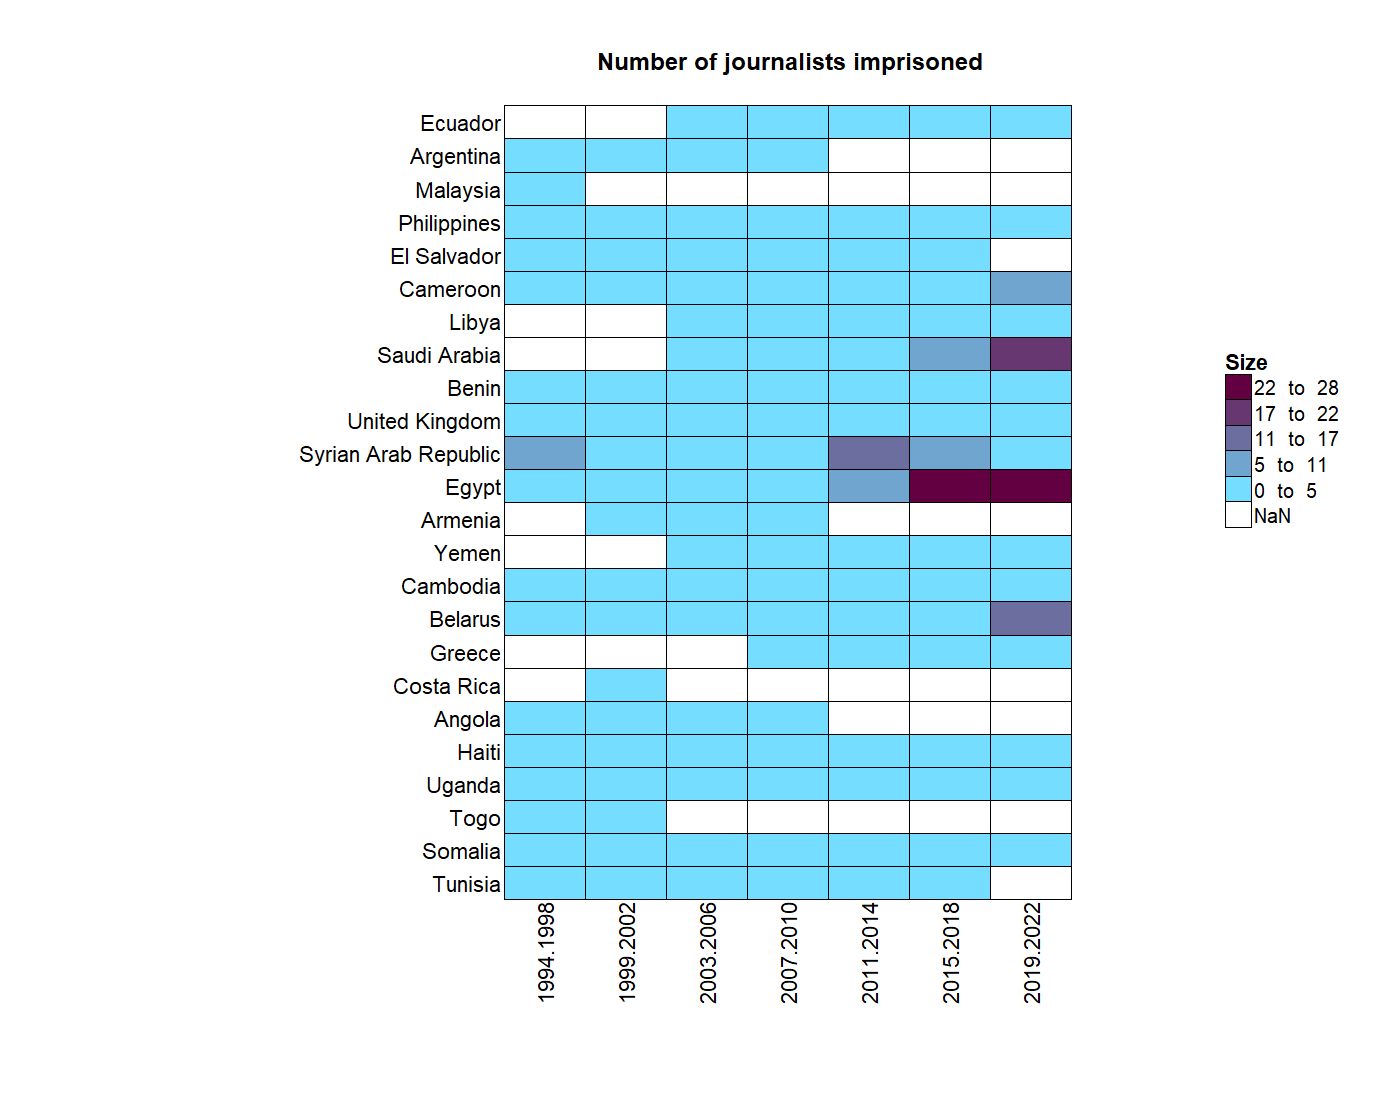 Number of journalists imprisoned
Ecuador
Argentina
Malaysia
Philippines
El Salvador
Cameroon
Libya
Saudi Arabia
Benin
United Kingdom
Syrian Arab Republic
Egypt
Armenia
Yemen
Cambodia
Belarus
Greece
Costa Rica
Angola
Haiti
Uganda
Togo
Somalia
Tunisia
1994.1998
1999.2002
2003.2006
2007.2010
2011.2014
2015.2018
2019.2022
Size
22 to 28
17 to 22
11 to 17
5 to 11
0 to 5
NaN